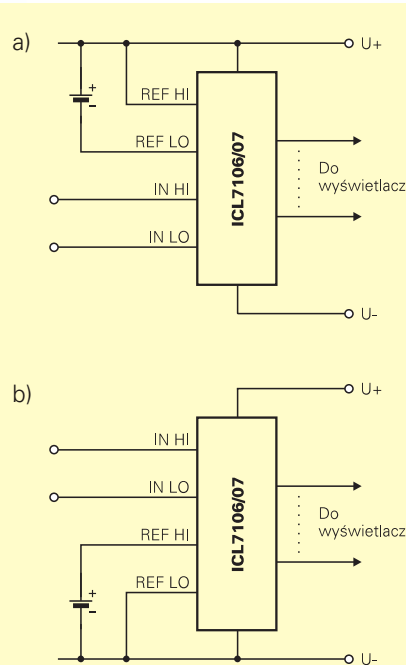 a)
U+
+
-
REF HI
REF LO
IN HI
IN LO
ICL7106/07
Do
wyświetlacz
U-
b)
U+
IN HI
IN LO
REF HI
REF LO
+
-
ICL7106/07
Do
wyświetlacz
U-